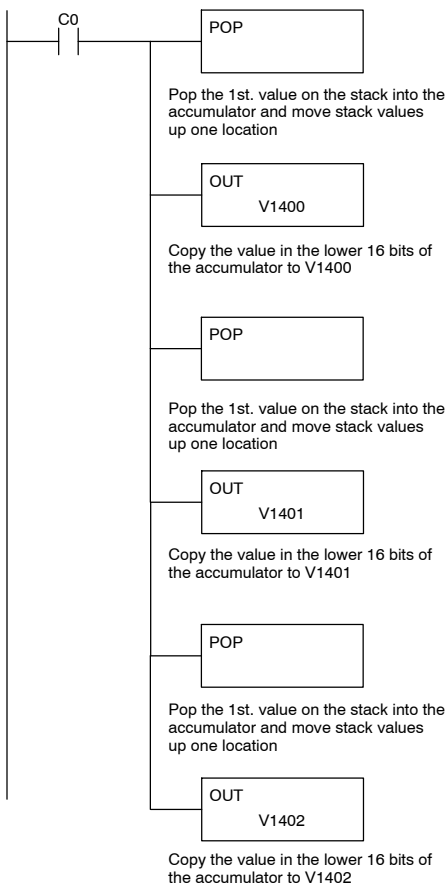 C0
POP
Pop the 1st. value on the stack into the
accumulator and move stack values
up one location
OUT
V1400
Copy the value in the lower 16 bits of
the accumulator to V1400
POP
Pop the 1st. value on the stack into the
accumulator and move stack values
up one location
OUT
V1401
Copy the value in the lower 16 bits of
the accumulator to V1401
POP
Pop the 1st. value on the stack into the
accumulator and move stack values
up one location
OUT
V1402
Copy the value in the lower 16 bits of
the accumulator to V1402